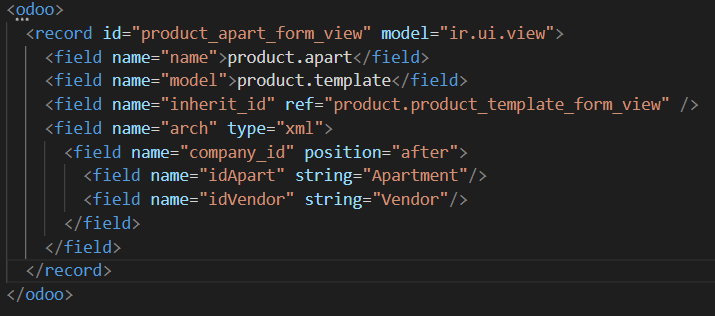 <odoo>
<record id="product_apart_form_view" model="ir.ui.view">
<field name="name">product.apart</field>
<field name="model">product.template</field>
<field name="inherit_id" ref="product.product_template_form_view" />
<field name="arch" type="xml">
<field name="company_id" position="after">
<field name="idApart" string="Apartment"/>
<field name="idVendor" string="Vendor"/>
</field>
</field>
</record>
</odoo>